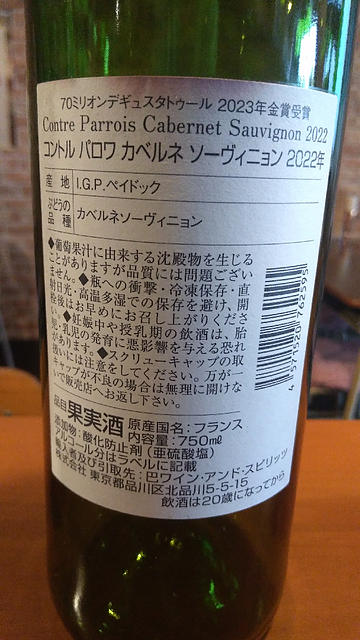 70ミリオンデギュスタトゥール 2023年金賞受賞
Contre Parrois Cabernet Sauvignon 2022
コントル パロワ カベルネ ソーヴィニヨン 2022年
産地 I.G.P.ペイドック
ぶどうの品種 カベルネソーヴィニヨン
◆葡萄果汁に由来する沈殿物を生じる
ことがありますが品質には問題ござい
ません。◆瓶への衝撃・冷凍保存・直
射日光・高温多湿での保存を避け、開
栓後はお早めにお召し上がりくださ
い。◆妊娠中や授乳期の飲酒は、胎
児・乳児の発育に悪影響を与える恐れ
があります。◆スクリューキャップの取
扱いには注意をしてください。万が一
キャップが不良の場合は無理に開けな
いで販売店へお返し下さい。
4 571520 762395
品目 果実酒 原産国名:フランス
内容量:750ml
添加物:酸化防止剤(亜硫酸塩)
アルコール分はラベルに記載
輸入者及び引取先:巴ワイン・アンド・スピリッツ
株式会社 東京都品川区北品川5-5-15
飲酒は20歳になってから